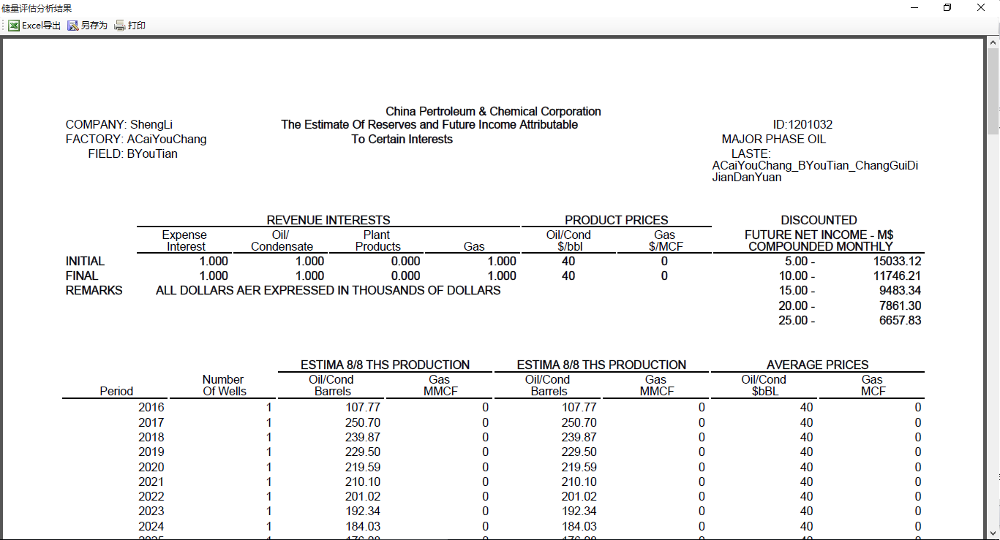 储量评估分析结果
Excel导出 另存为 打印
China Pertroleum & Chemical Corporation
COMPANY: ShengLi The Estimate Of Reserves and Future Income Attributable ID:1201032
FACTORY: ACaiYouChang To Certain Interests MAJOR PHASE OIL
FIELD: BYouTian LASTE:
ACaiYouChang_BYouTian_ChangGuiDi
JianDanYuan
REVENUE INTERESTS PRODUCT PRICES DISCOUNTED
Expense Oil/ Plant Oil/Cond Gas FUTURE NET INCOME - M$
Interest Condensate Products Gas $/bbl $/MCF COMPOUNDED MONTHLY
INITIAL 1.000 1.000 0.000 1.000 40 0 5.00 - 15033.12
FINAL 1.000 1.000 0.000 1.000 40 0 10.00 - 11746.21
REMARKS ALL DOLLARS AER EXPRESSED IN THOUSANDS OF DOLLARS 15.00 - 9483.34
20.00 - 7861.30
25.00 - 6657.83
ESTIMA 8/8 THS PRODUCTION ESTIMA 8/8 THS PRODUCTION AVERAGE PRICES
Number Oil/Cond Gas Oil/Cond Gas Oil/Cond Gas
Period Of Wells Barrels MMCF Barrels MMCF $bBL MCF
2016 1 107.77 0 107.77 0 40 0
2017 1 250.70 0 250.70 0 40 0
2018 1 239.87 0 239.87 0 40 0
2019 1 229.50 0 229.50 0 40 0
2020 1 219.59 0 219.59 0 40 0
2021 1 210.10 0 210.10 0 40 0
2022 1 201.02 0 201.02 0 40 0
2023 1 192.34 0 192.34 0 40 0
2024 1 184.03 0 184.03 0 40 0